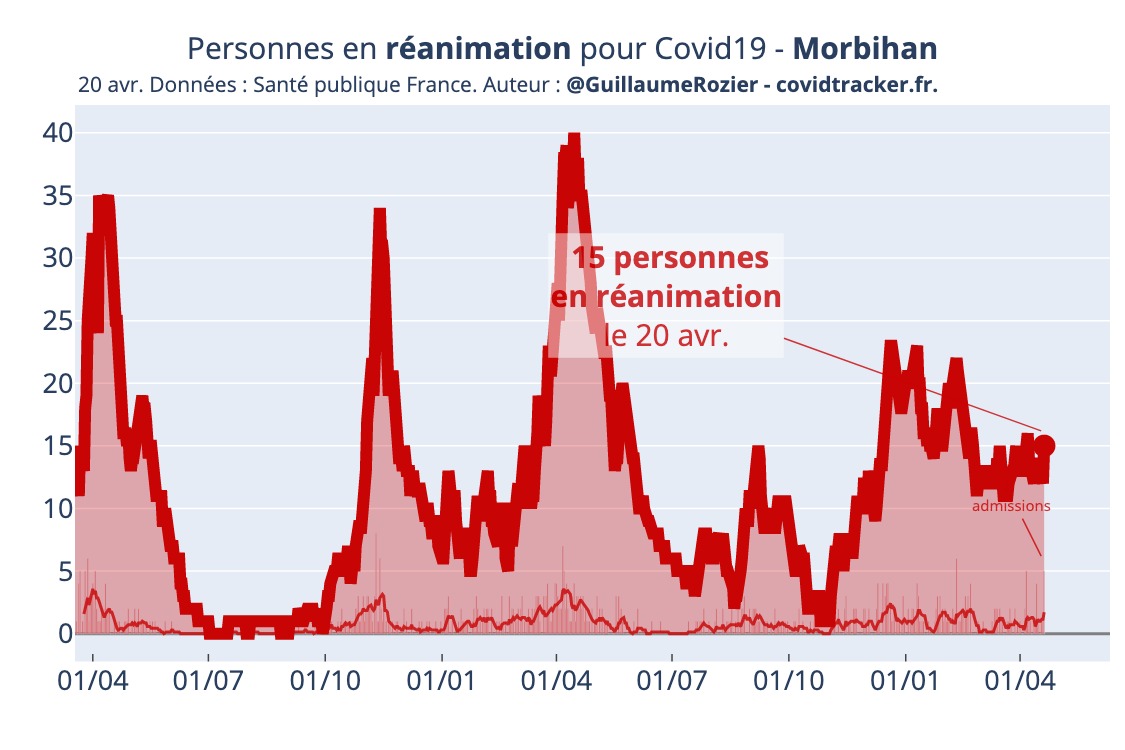 Personnes en réanimation pour Covid19 - Morbihan
20 avr. Données : Santé publique France. Auteur : @GuillaumeRozier - covidtracker.fr.
40
35
30
25
20
15
10
5
0
15 personnes
en réanimation
le 20 avr.
admissions
01/04 01/07 01/10 01/01 01/04 01/07 01/10 01/01 01/04